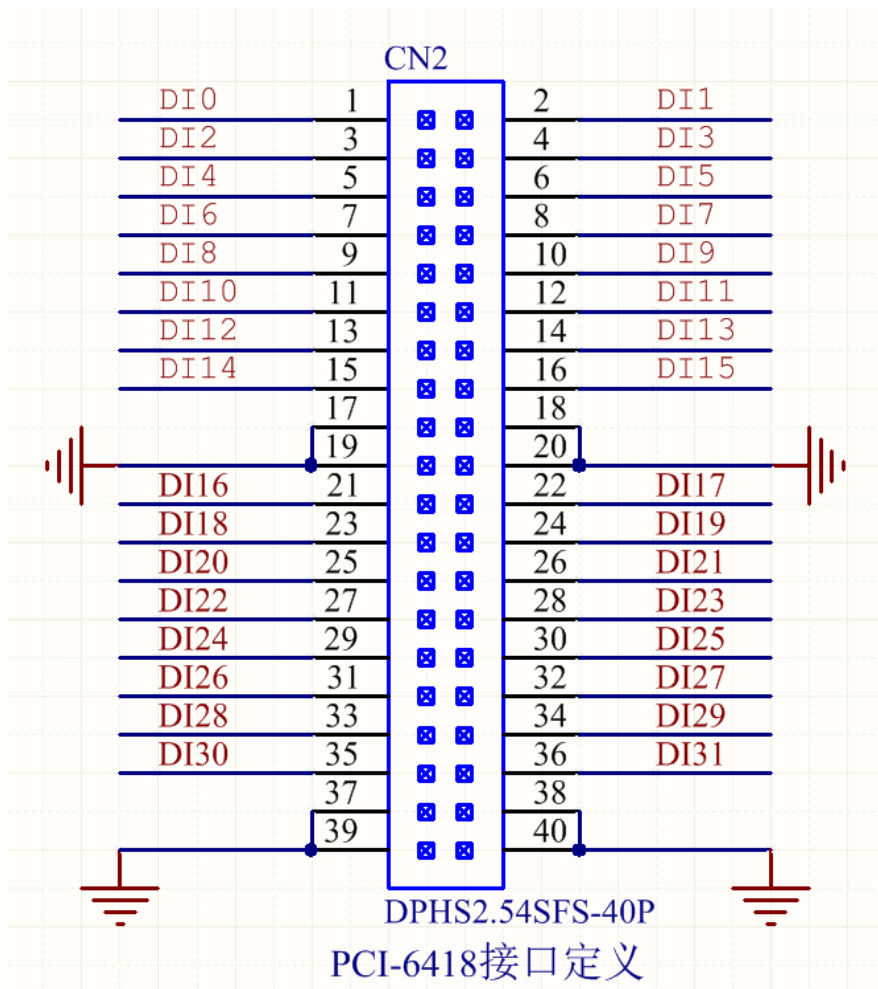 CN2
DI0 1 2 DI1
DI2 3 4 DI3
DI4 5 6 DI5
DI6 7 8 DI7
DI8 9 10 DI9
DI10 11 12 DI11
DI12 13 14 DI13
DI14 15 16 DI15
17 18
19 20
DI16 21 22 DI17
DI18 23 24 DI19
DI20 25 26 DI21
DI22 27 28 DI23
DI24 29 30 DI25
DI26 31 32 DI27
DI28 33 34 DI29
DI30 35 36 DI31
37 38
39 40
DPHS2.54SFS-40P
PCI-6418接口定义